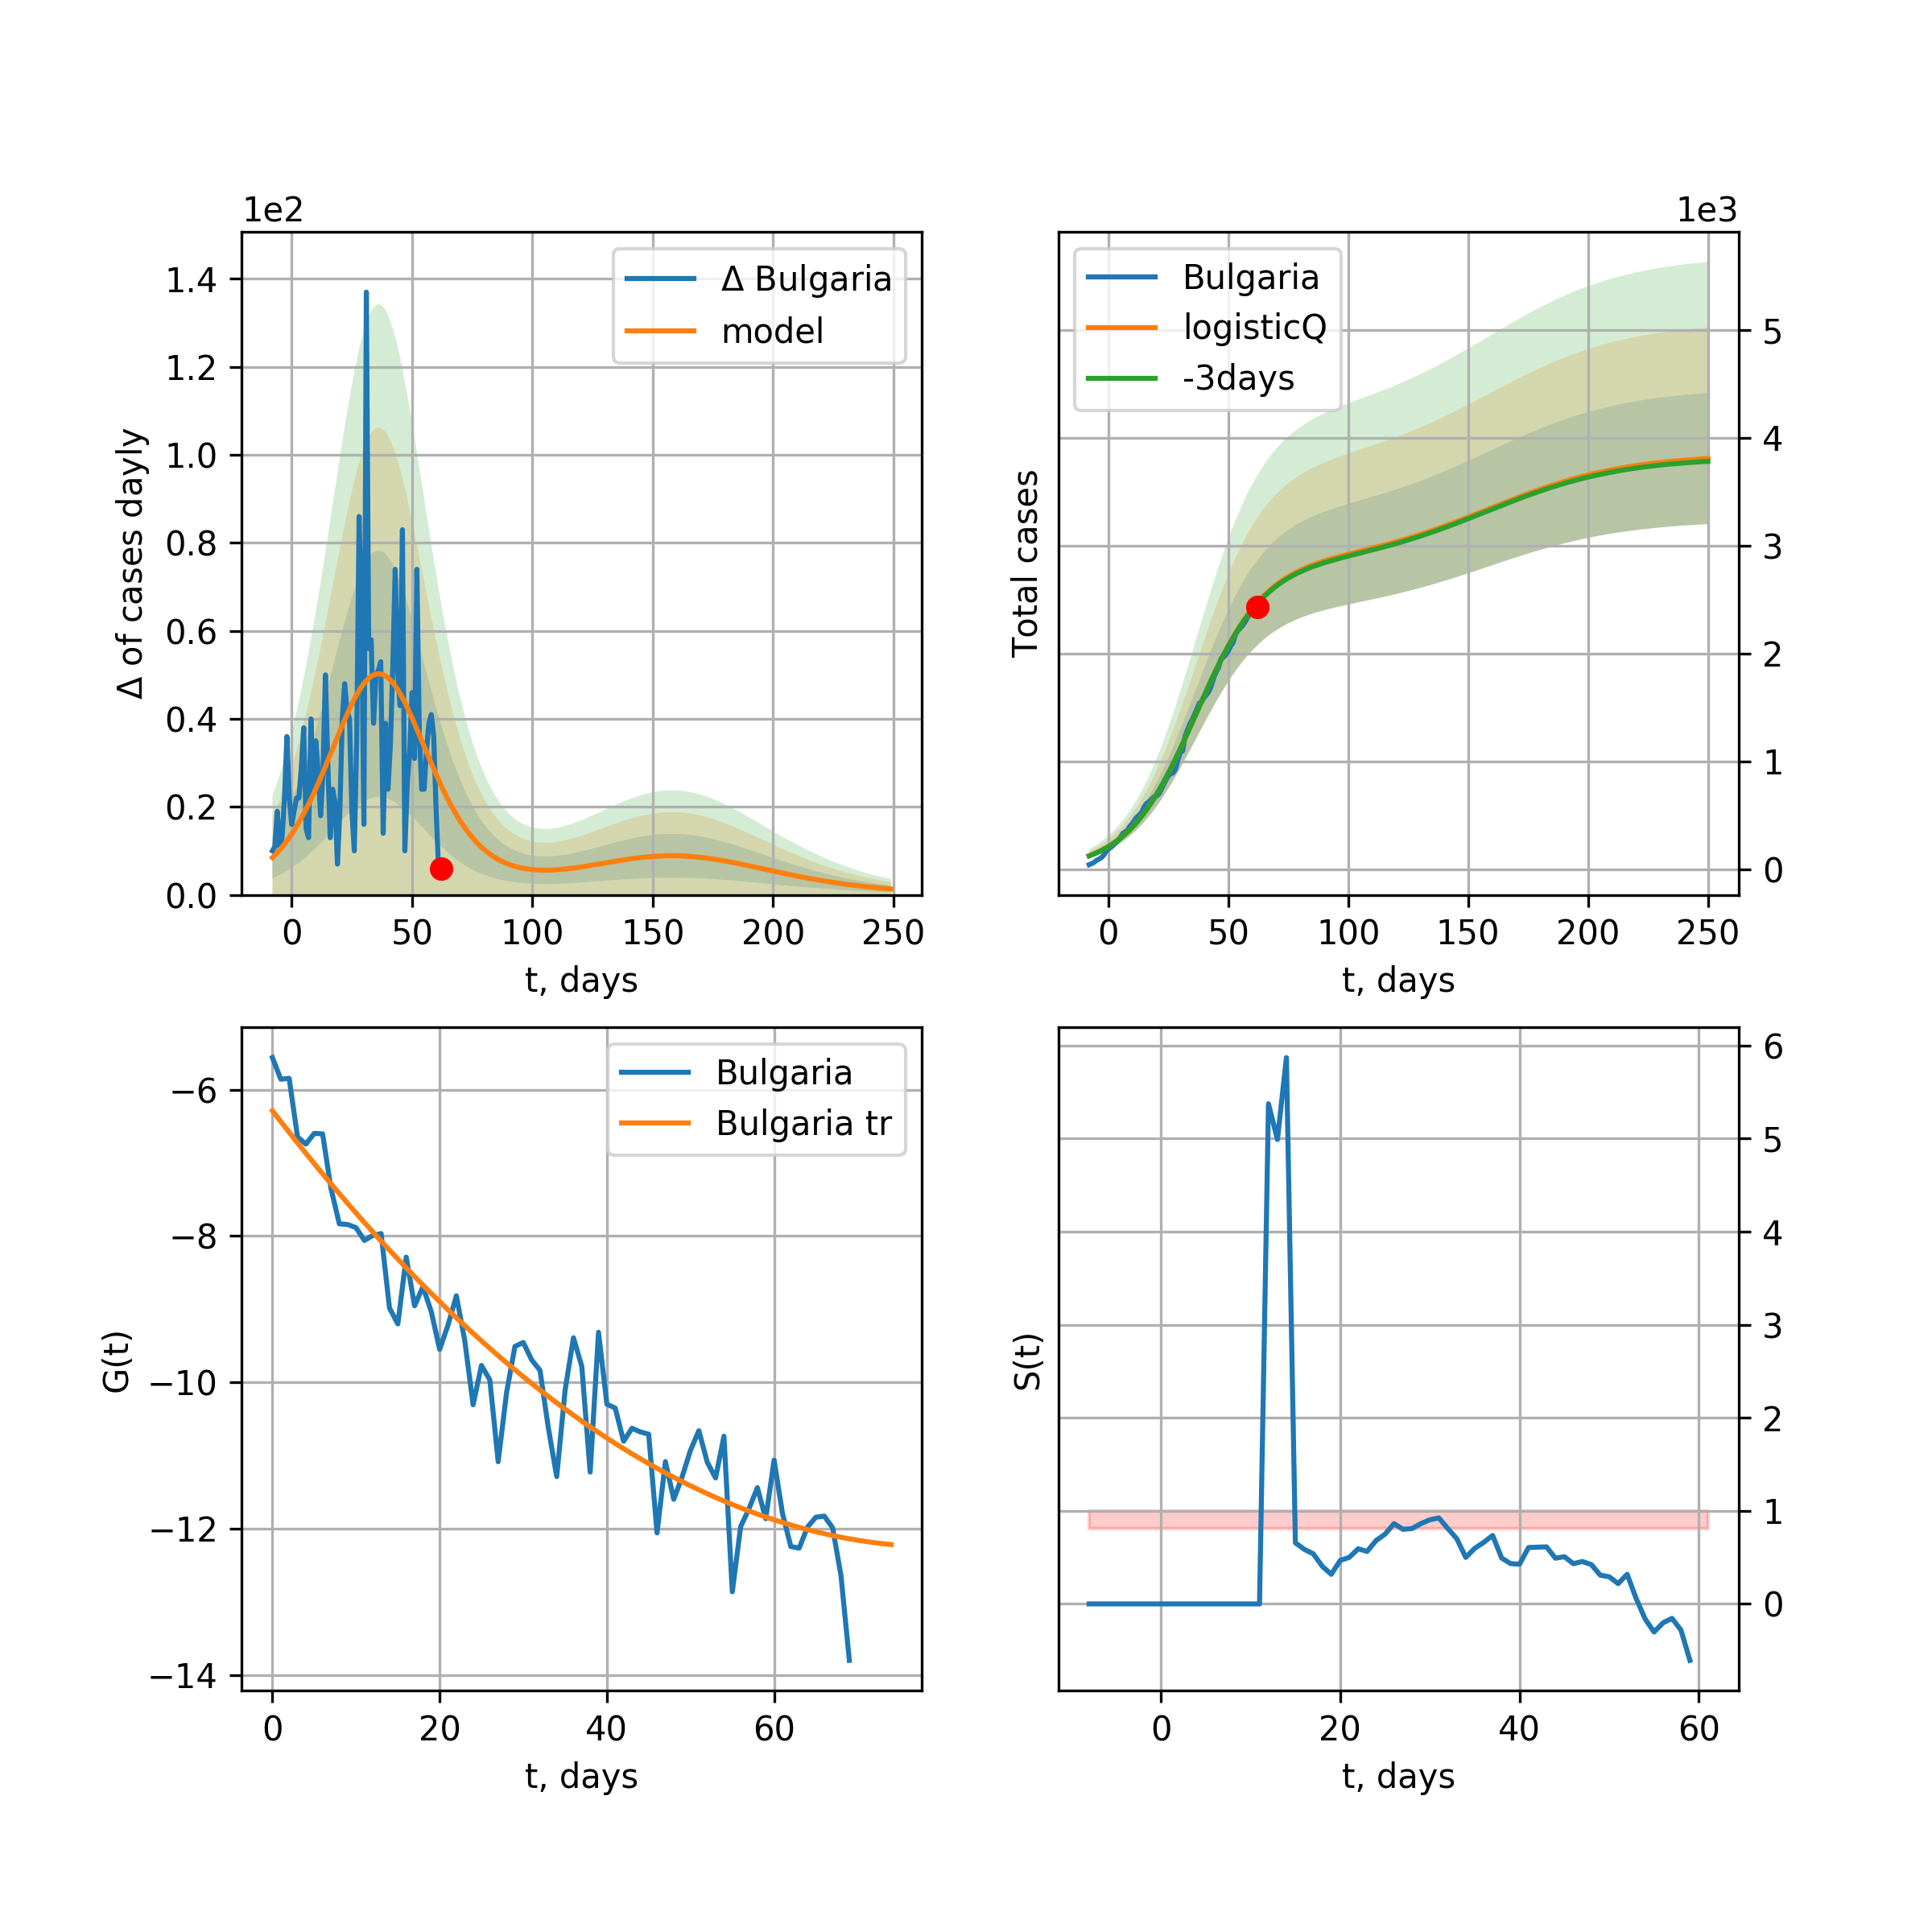 1e2
Δ of cases dayly
1.4
1.2
1.0
0.8
0.6
0.4
0.2
0.0
Δ Bulgaria
model
0 50 100 150 200 250
t, days
1e3
Total cases
Bulgaria
logisticQ
-3days
5
4
3
2
1
0
0 50 100 150 200 250
t, days
G(t)
−6
−8
−10
−12
−14
Bulgaria
Bulgaria tr
0 20 40 60
t, days
S(t)
6
5
4
3
2
1
0
0 20 40 60
t, days